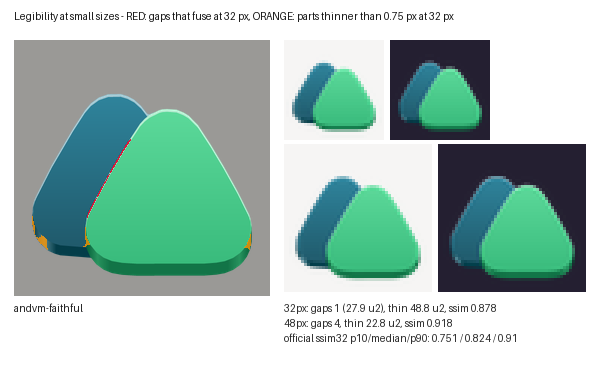 Legibility at small sizes - RED: gaps that fuse at 32 px, ORANGE: parts thinner than 0.75 px at 32 px
andvm-faithful
32px: gaps 1 (27.9 u2), thin 48.8 u2, ssim 0.878
48px: gaps 4, thin 22.8 u2, ssim 0.918
official ssim32 p10/median/p90: 0.751 / 0.824 / 0.91